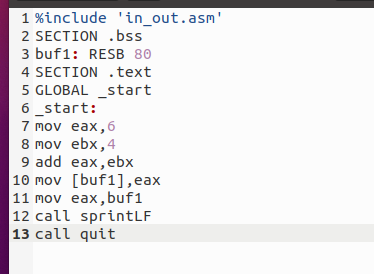 1 %include 'in_out.asm'
2 SECTION .bss
3 buf1: RESB 80
4 SECTION .text
5 GLOBAL _start
6 _start:
7 mov eax,6
8 mov ebx,4
9 add eax,ebx
10 mov [buf1],eax
11 mov eax,buf1
12 call sprintLF
13 call quit